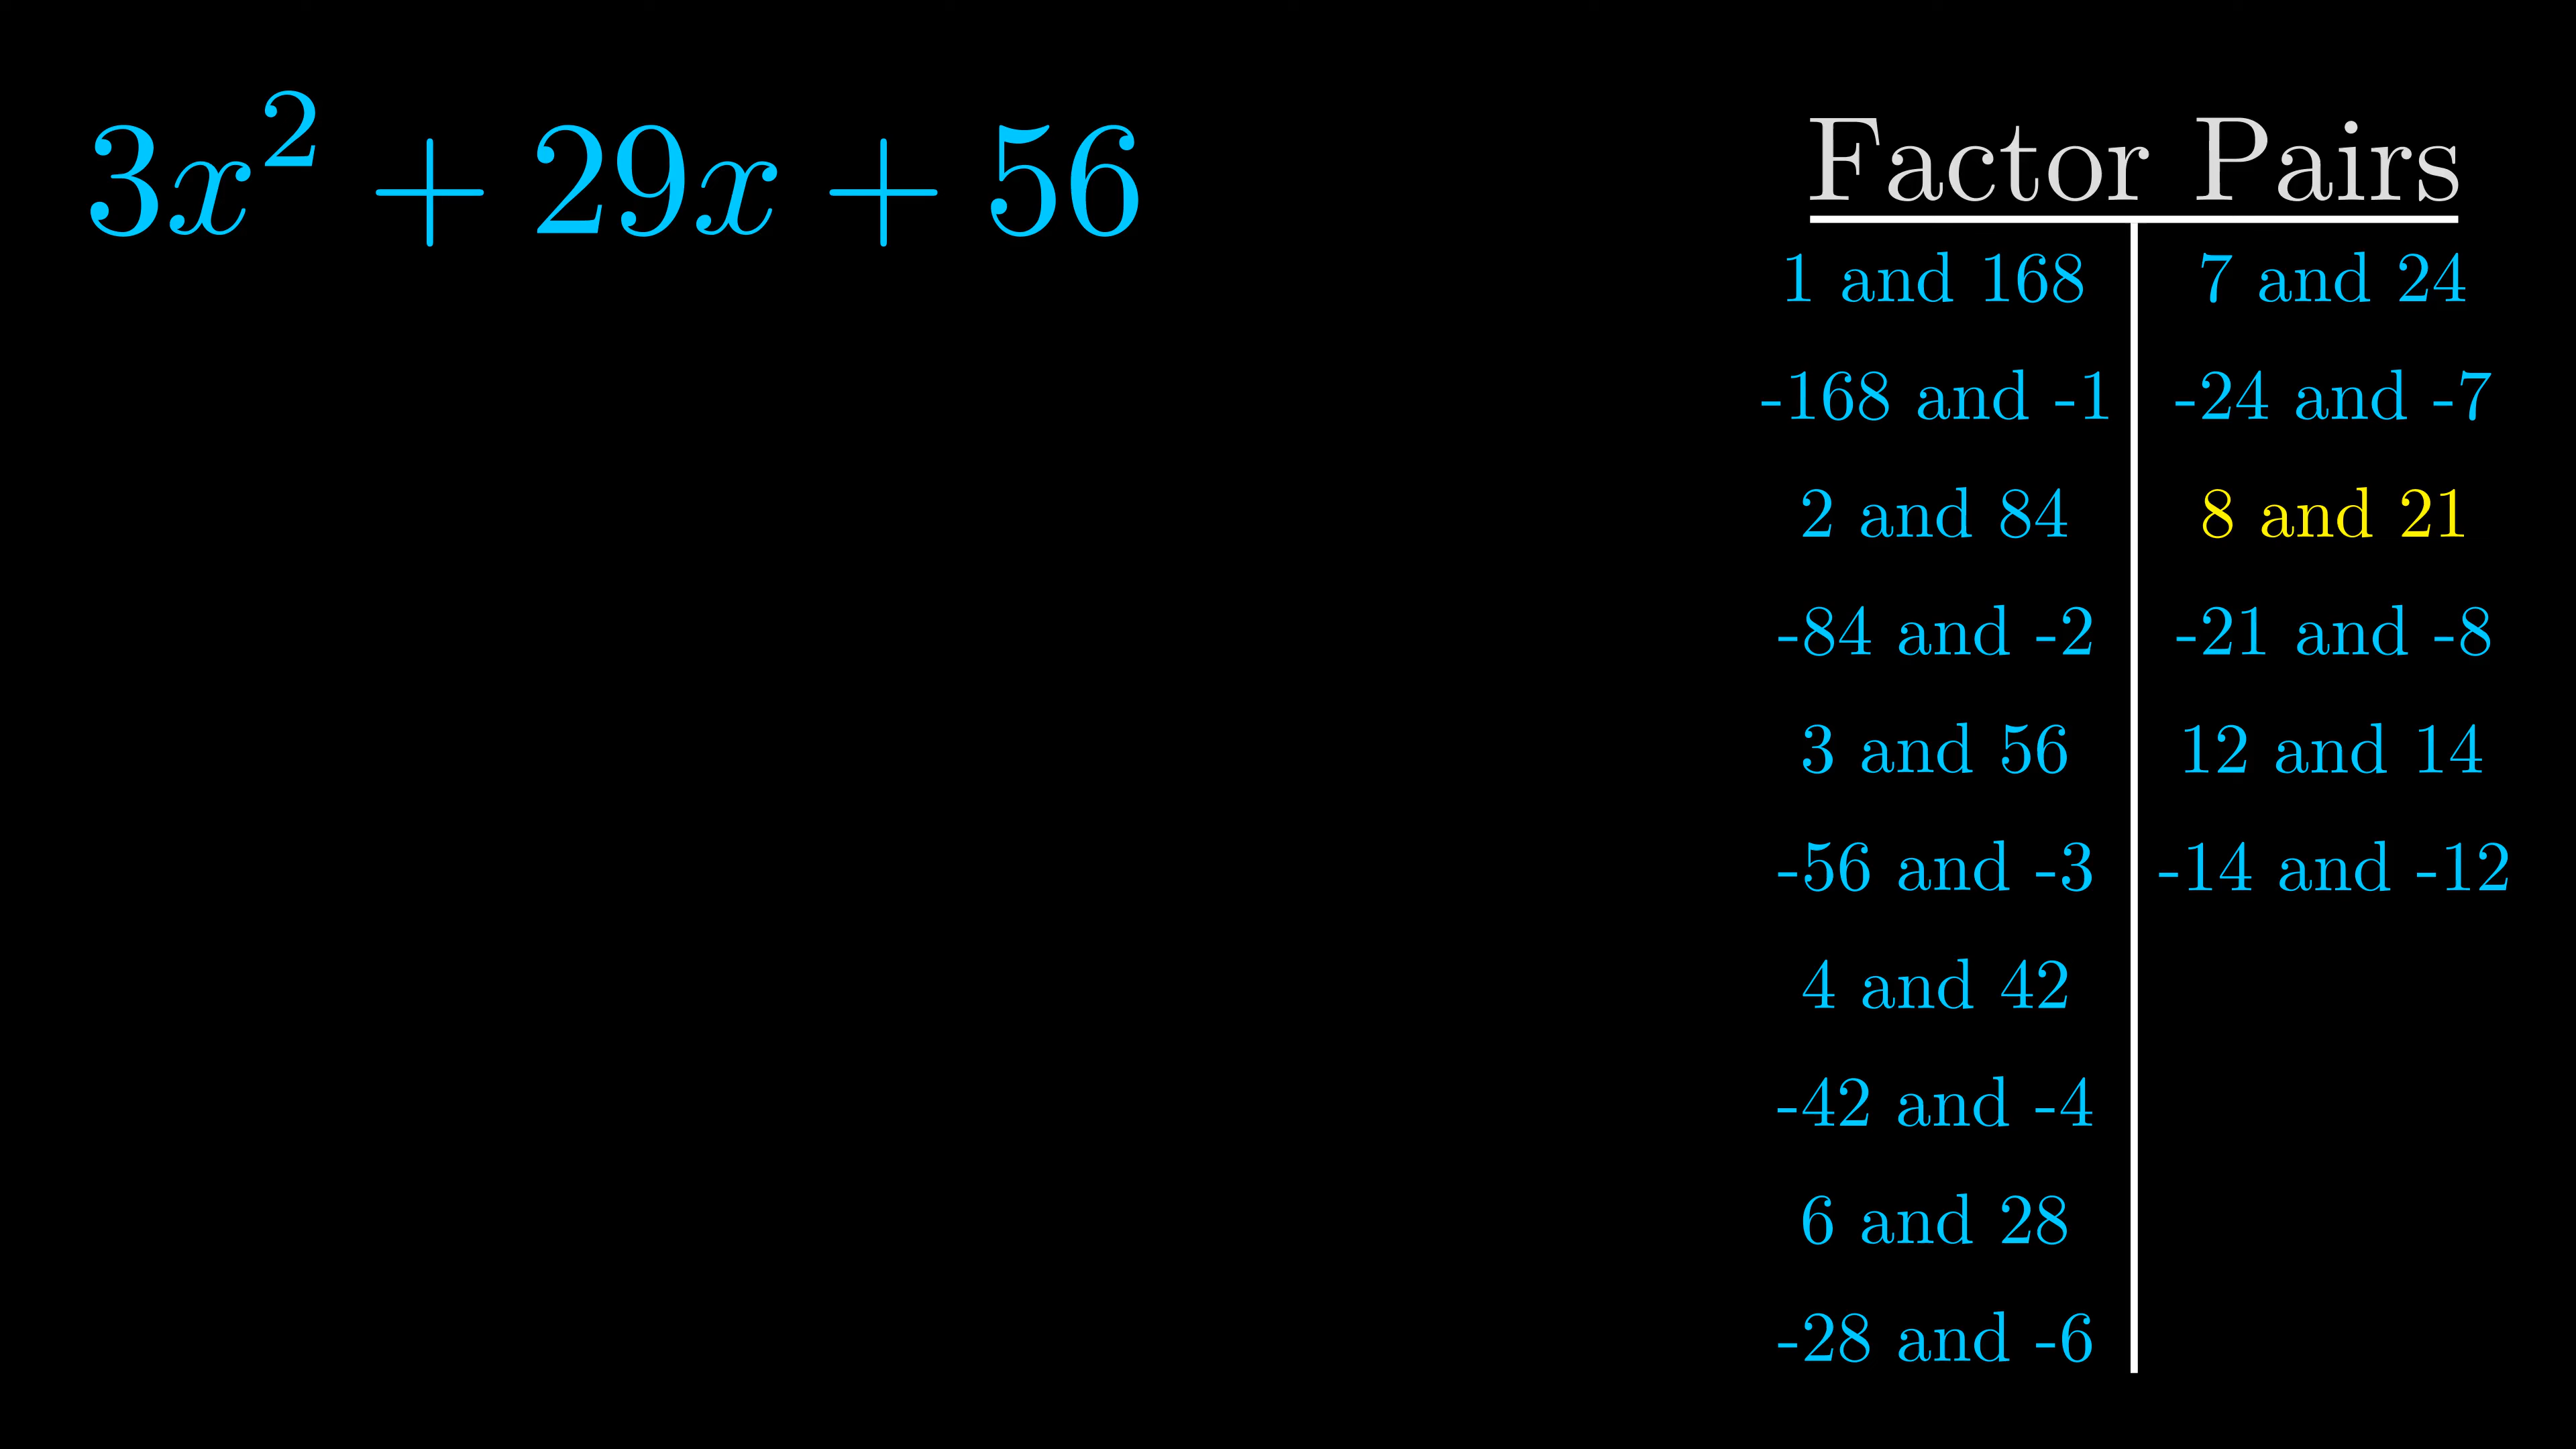 3x² + 29x + 56
Factor Pairs
1 and 168
-168 and -1
2 and 84
-84 and -2
3 and 56
-56 and -3
4 and 42
-42 and -4
6 and 28
-28 and -6
7 and 24
-24 and -7
8 and 21
-21 and -8
12 and 14
-14 and -12